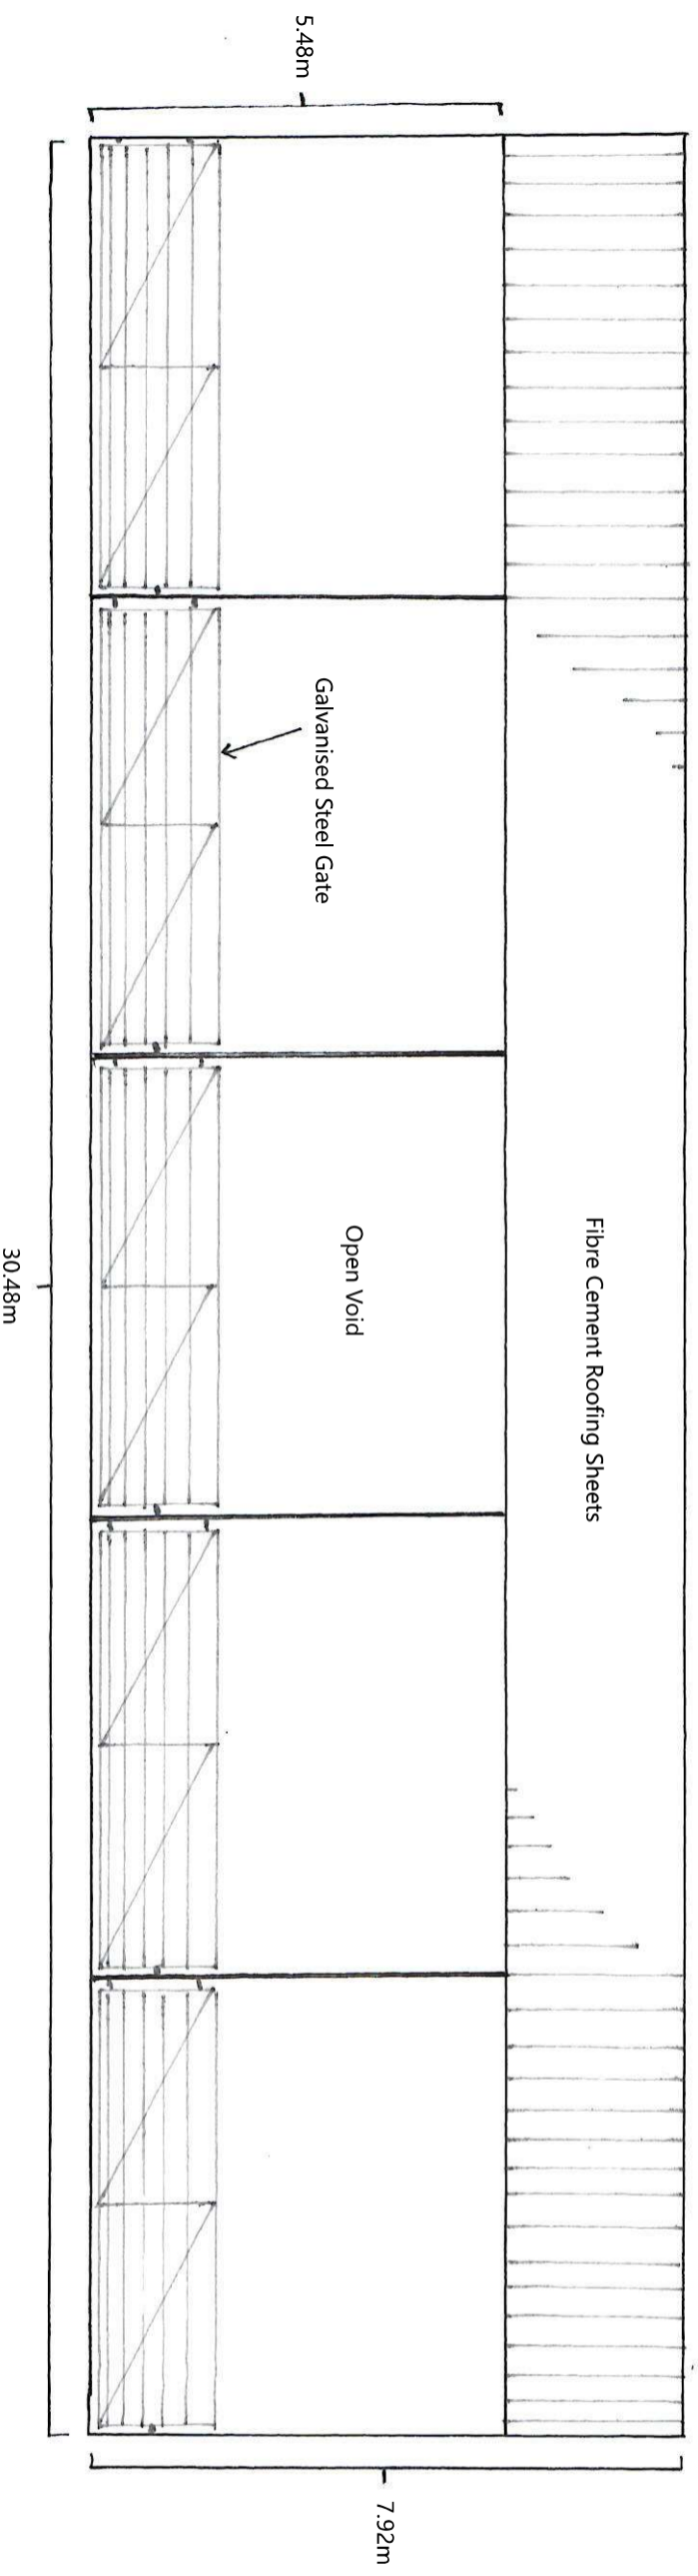 Fibre Cement Roofing Sheets
5.48m
Open Void
Galvanised Steel Gate
7.92m
30.48m